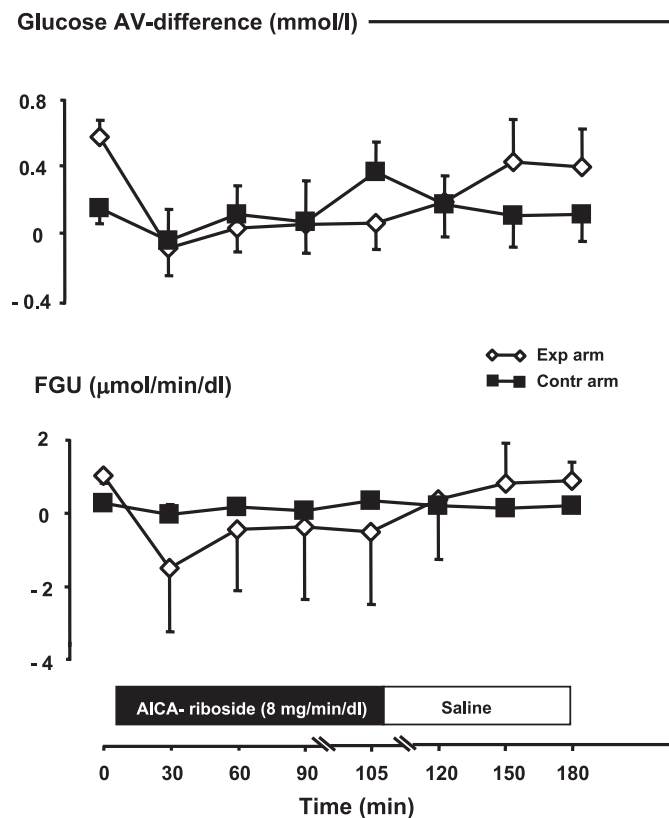 Glucose AV-difference (mmol/l)
0.8
0.4
0
- 0.4
Exp arm
Contr arm
FGU (μmol/min/dl)
2
0
- 2
- 4
AICA- riboside (8 mg/min/dl) Saline
0 30 60 90 105 120 150 180
Time (min)